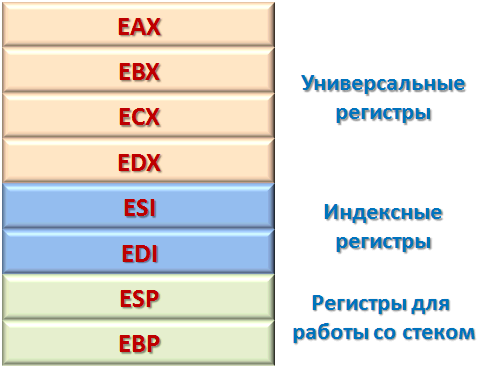 EAX
EBX
ECX
EDX
Универсальные
регистры
ESI
EDI
Индексные
регистры
ESP
EBP
Регистры для
работы со стеком